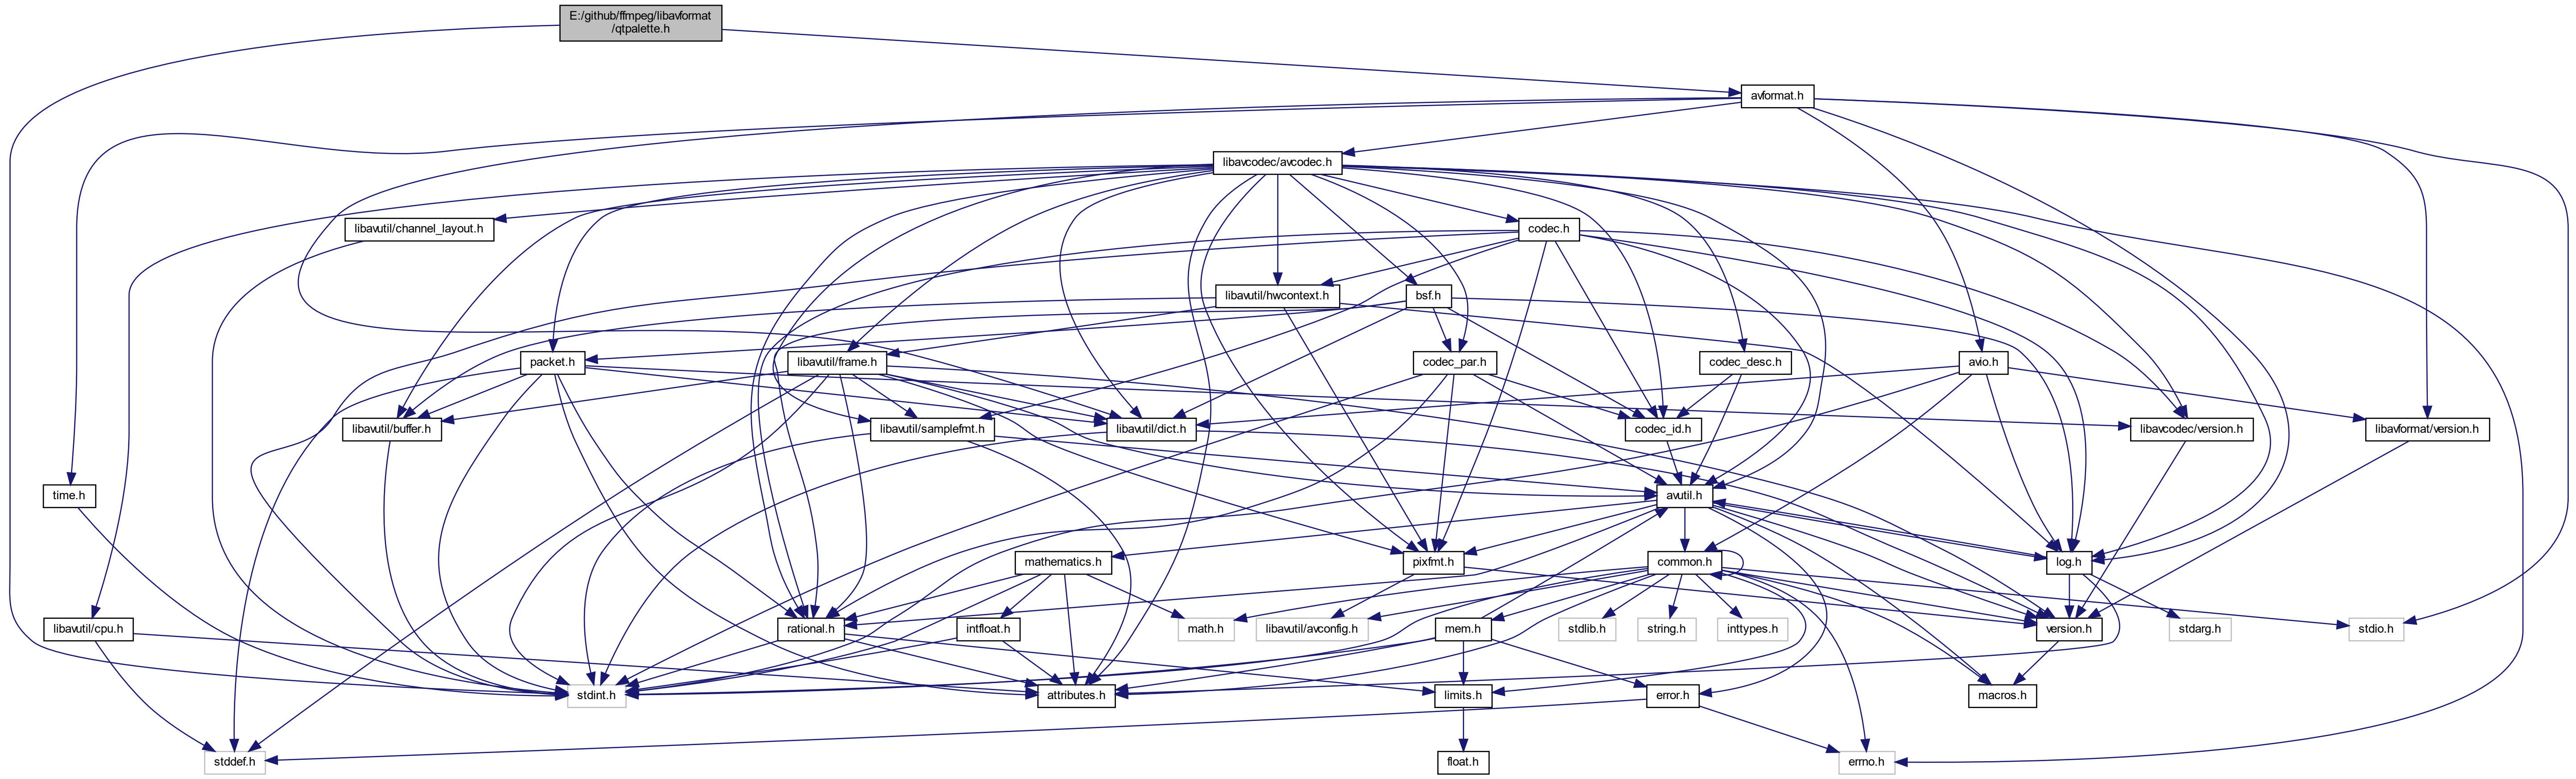 E:/github/ffmpeg/libavformat
/qtpalette.h
avformat.h
libavcodec/avcodec.h
libavutil/channel_layout.h
codec.h
libavutil/hwcontext.h
bsf.h
packet.h
libavutil/frame.h
codec_par.h
codec_desc.h
avio.h
libavutil/buffer.h
libavutil/samplefmt.h
libavutil/dict.h
codec_id.h
libavcodec/version.h
libavformat/version.h
time.h
avutil.h
mathematics.h
pixfmt.h
common.h
log.h
libavutil/cpu.h
rational.h
intfloat.h
math.h
libavutil/avconfig.h
mem.h
stdlib.h
string.h
inttypes.h
version.h
stdarg.h
stdio.h
stdint.h
attributes.h
limits.h
error.h
macros.h
stddef.h
float.h
errno.h